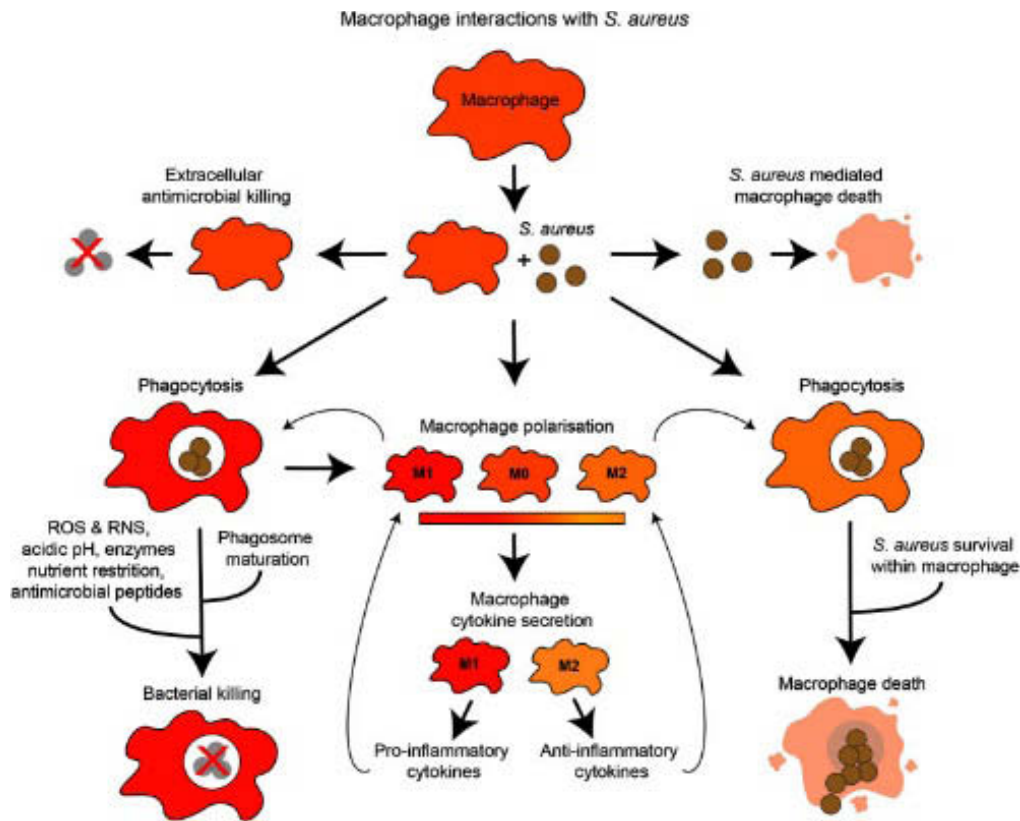 Macrophage interactions with S. aureus
Macrophage
Extracellular
antimicrobial killing
S. aureus
+
S. aureus mediated
macrophage death
Phagocytosis
Macrophage polarisation
M1
M0
M2
Phagocytosis
ROS & RNS,
acidic pH, enzymes
nutrient restrition,
antimicrobial peptides
Phagosome
maturation
Macrophage
cytokine secretion
M1
M2
S. aureus survival
within macrophage
Bacterial killing
Pro-inflammatory
cytokines
Anti-inflammatory
cytokines
Macrophage death